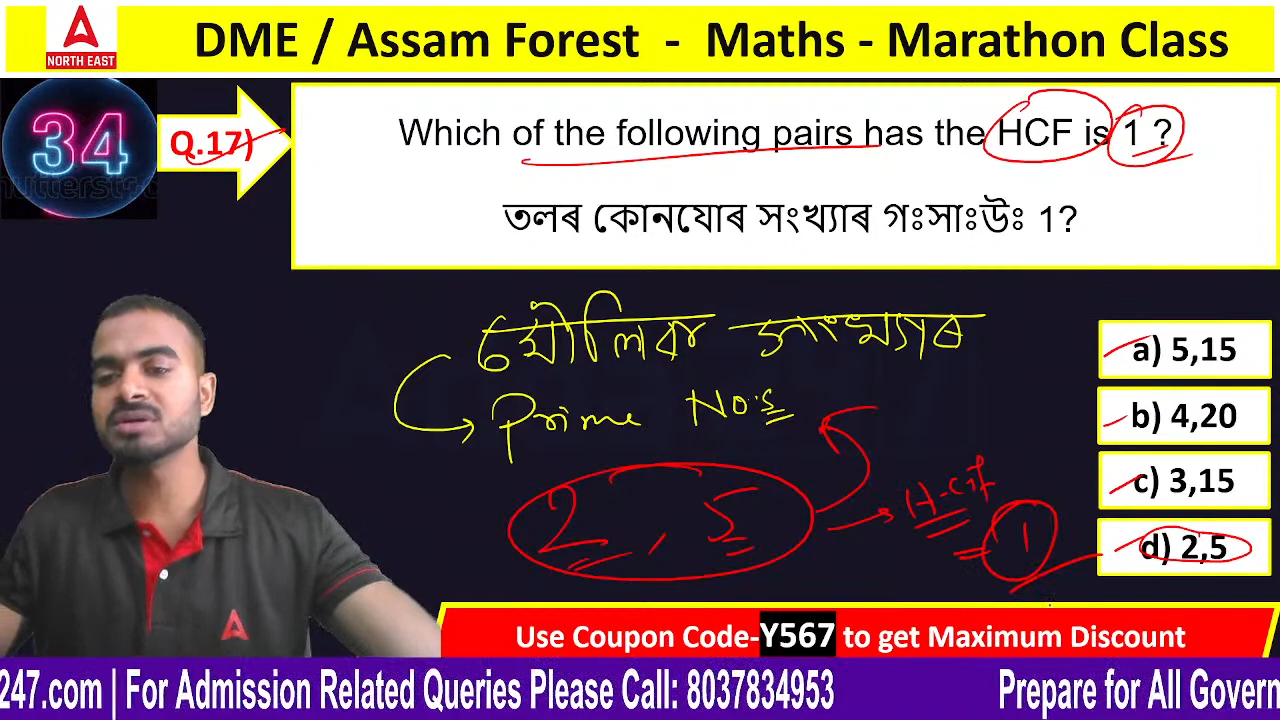 NORTH EAST
DME / Assam Forest - Maths - Marathon Class
34
Q.17)
Which of the following pairs has the HCF is 1 ?
তলৰ কোনযোৰ সংখ্যাৰ গঃসাঃউঃ 1?
মৌলিক সংখ্যাৰ
Prime No.s
2, 5
H.C.F
= 1
a) 5,15
b) 4,20
c) 3,15
d) 2,5
Use Coupon Code-Y567 to get Maximum Discount
247.com | For Admission Related Queries Please Call: 8037834953
Prepare for All Govern